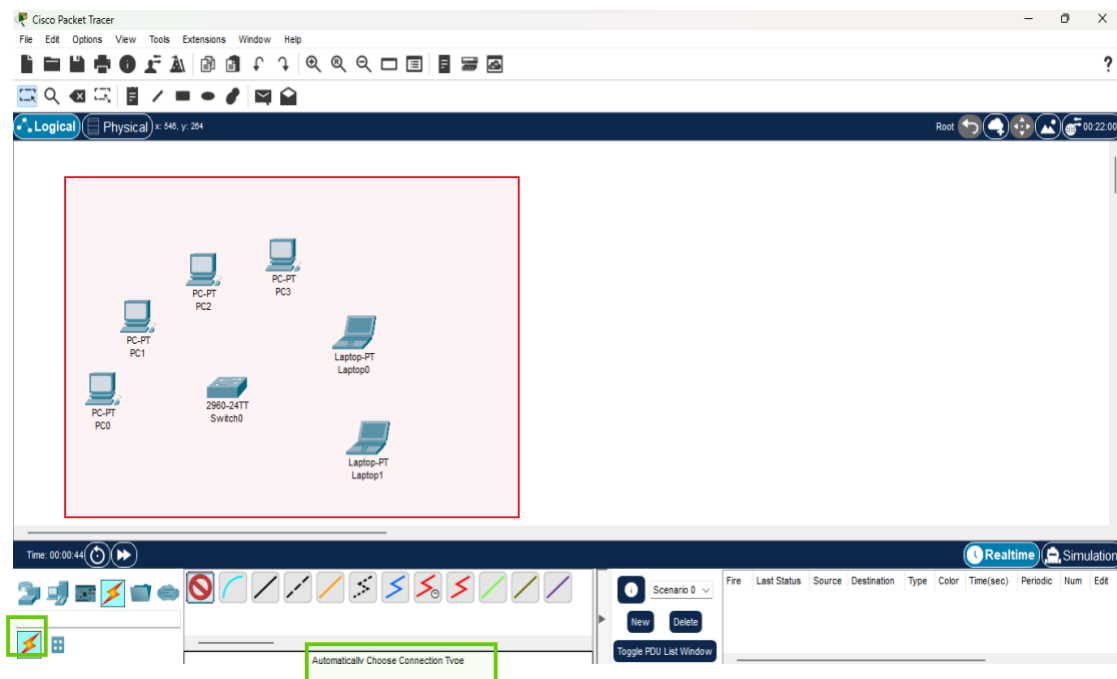 Cisco Packet Tracer
File Edit Options View Tools Extensions Window Help
?
Logical Physical x: 546, y: 264 Root 00:22:00
PC-PT
PC3
PC-PT
PC2
PC-PT
PC1
Laptop-PT
Laptop0
PC-PT
PC0
2960-24TT
Switch0
Laptop-PT
Laptop1
Time: 00:00:44 Realtime Simulation
Scenario 0
Fire Last Status Source Destination Type Color Time(sec) Periodic Num Edit
New Delete
Toggle PDU List Window
Automatically Choose Connection Type